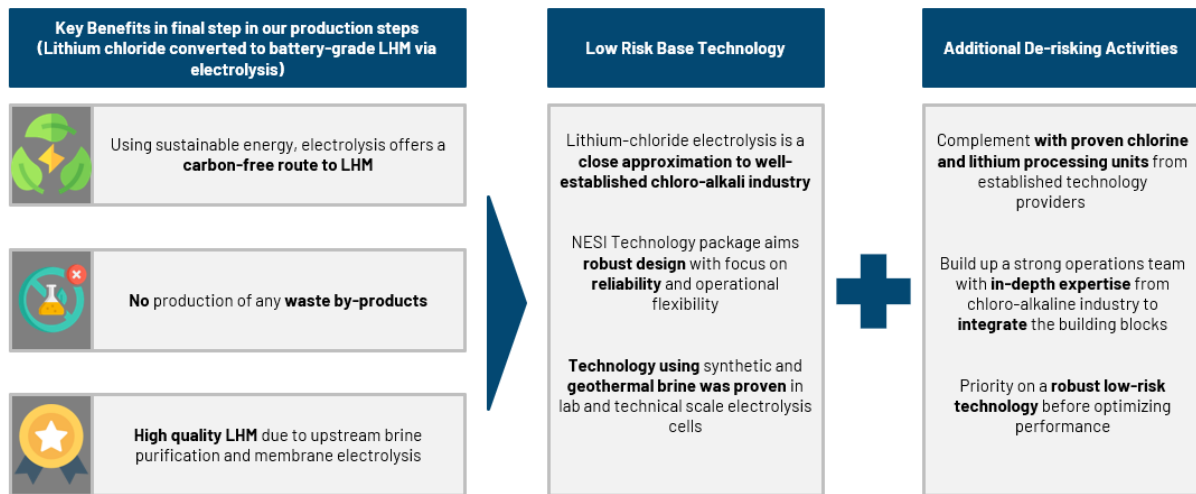 Key Benefits in final step in our production steps
(Lithium chloride converted to battery-grade LHM via
electrolysis)
Using sustainable energy, electrolysis offers a
carbon-free route to LHM
No production of any waste by-products
High quality LHM due to upstream brine
purification and membrane electrolysis
Low Risk Base Technology
Lithium-chloride electrolysis is a
close approximation to well-
established chloro-alkali industry
NESI Technology package aims
robust design with focus on
reliability and operational
flexibility
Technology using synthetic and
geothermal brine was proven in
lab and technical scale electrolysis
cells
Additional De-risking Activities
Complement with proven chlorine
and lithium processing units from
established technology
providers
Build up a strong operations team
with in-depth expertise from
chloro-alkaline industry to
integrate the building blocks
Priority on a robust low-risk
technology before optimizing
performance